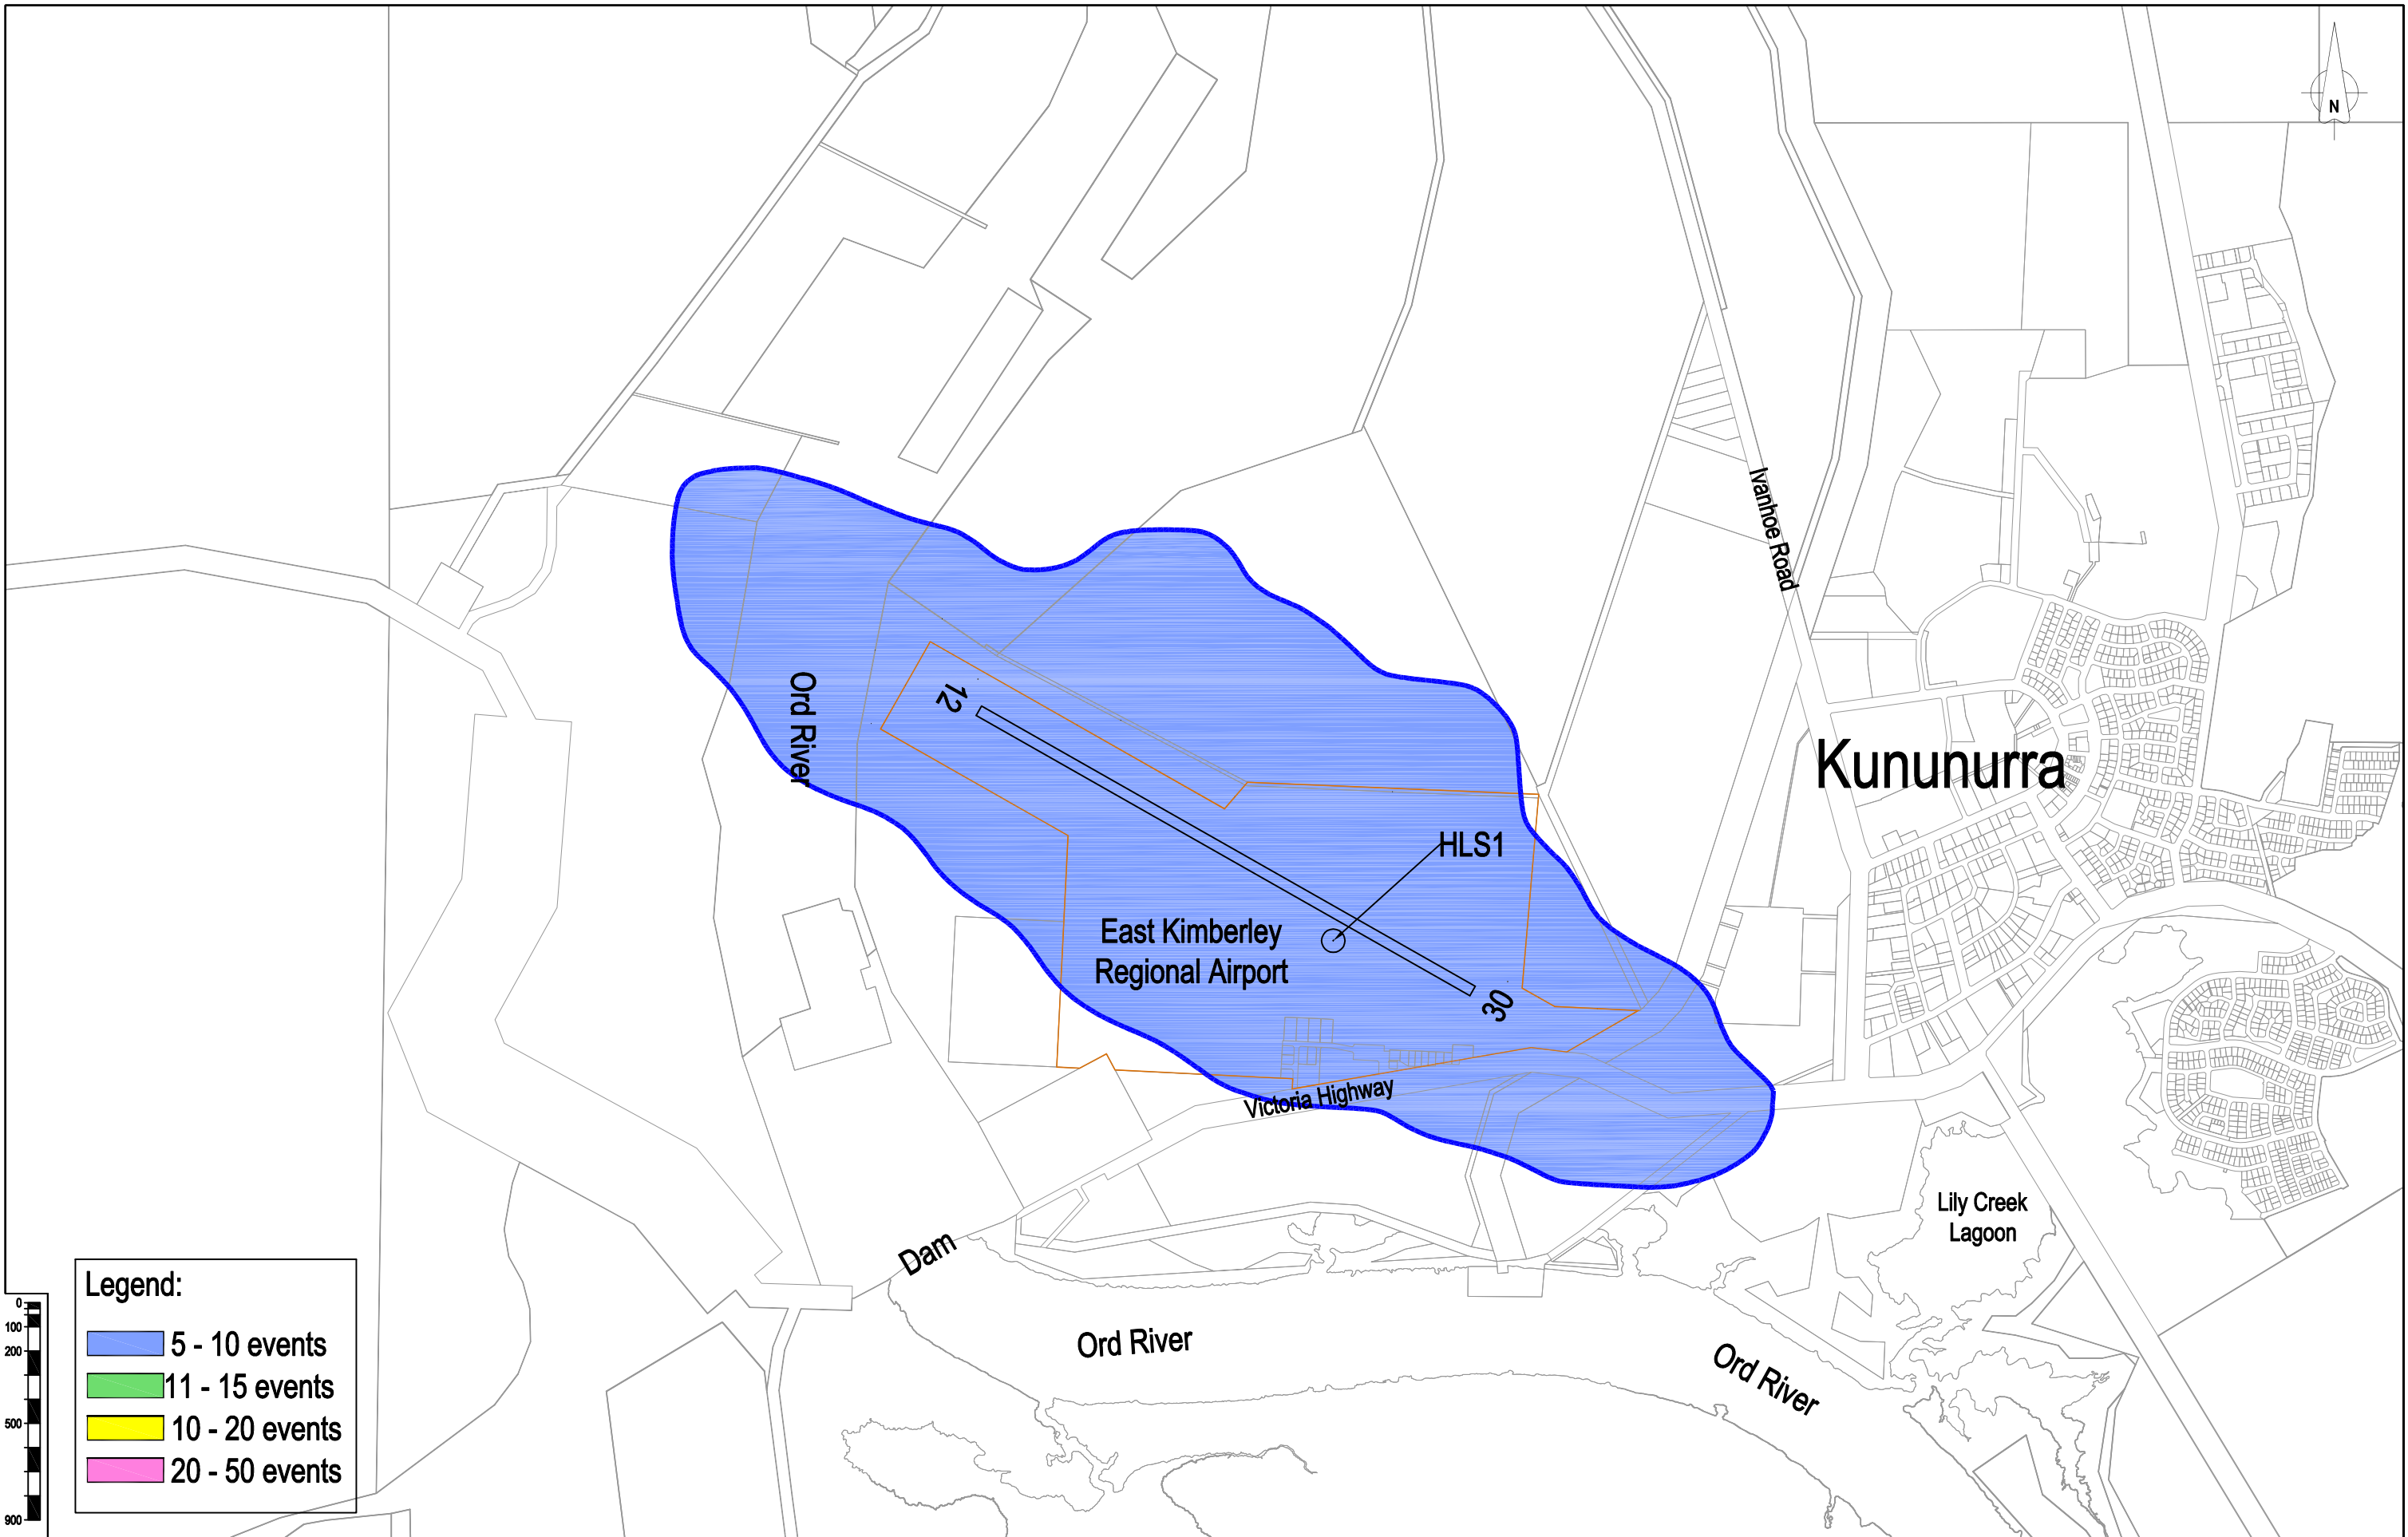 N
Ivanhoe Road
Ord River
12
Kununurra
HLS1
East Kimberley
Regional Airport
30
Victoria Highway
Lily Creek
Lagoon
Dam
Ord River
Ord River
Legend:
5 - 10 events
11 - 15 events
10 - 20 events
20 - 50 events
0
100
200
500
900